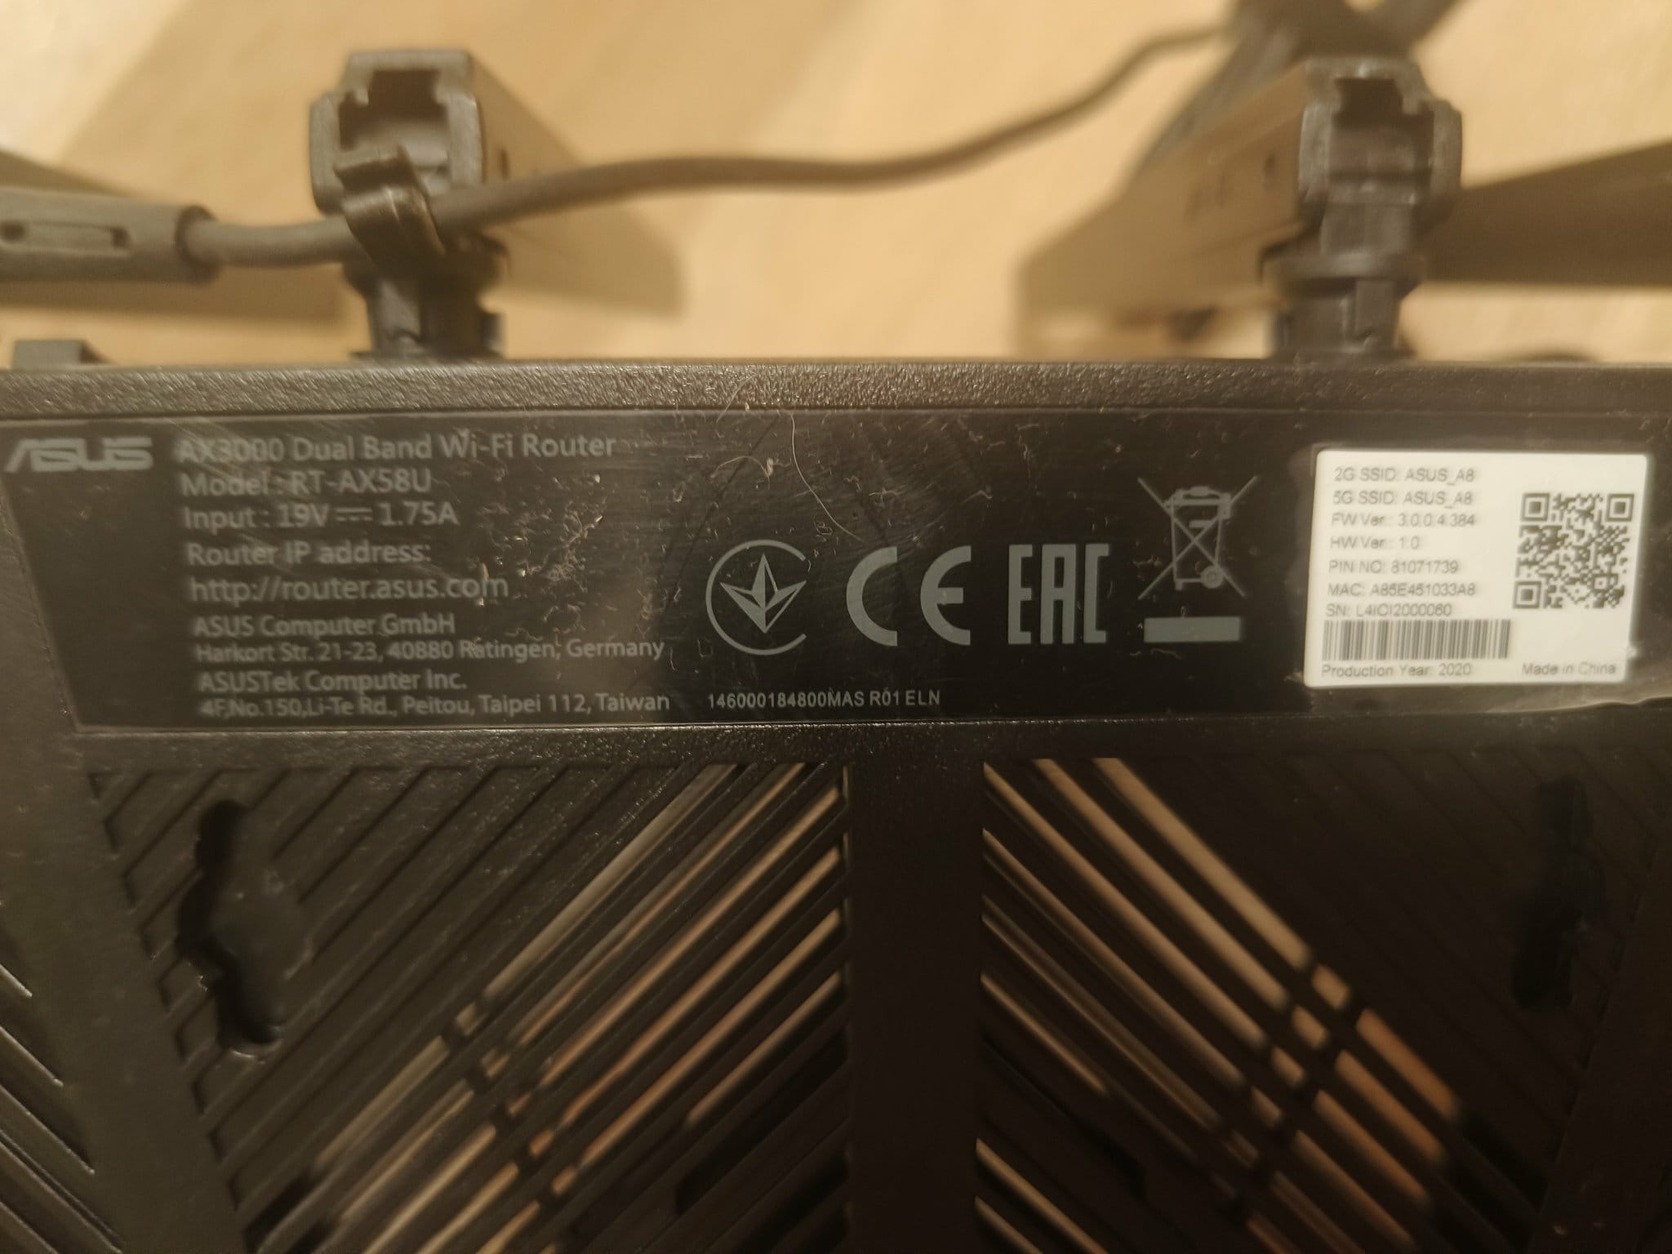 ASUS AX3000 Dual Band Wi-Fi Router
Model : RT-AX58U
Input : 19V⎓1.75A
Router IP address:
http://router.asus.com
ASUS Computer GmbH
Harkort Str. 21-23, 40880 Ratingen, Germany
ASUSTek Computer Inc.
4F,No.150,Li-Te Rd., Peitou, Taipei 112, Taiwan
146000184800MAS R01 ELN
CE EAC
2G SSID: ASUS_A8
5G SSID: ASUS_A8
FW Ver.: 3.0.0.4.384
HW Ver.: 1.0
PIN NO: 81071739
MAC: A85E451033A8
SN: L4ICI2000060
Production Year: 2020 Made in China